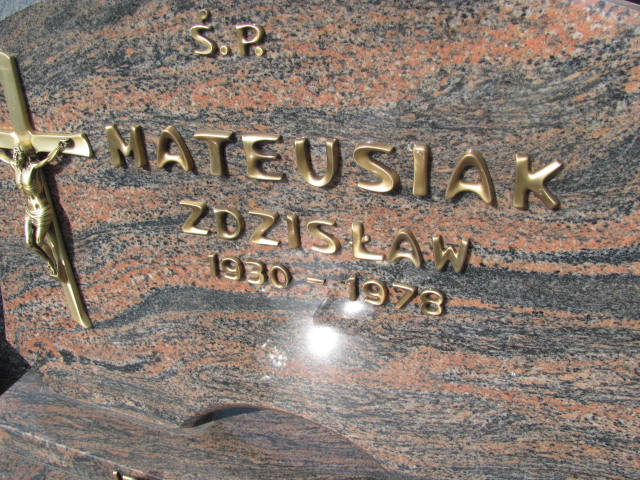 Ś.P.
MATEUSIAK
ZDZISŁAW
1930 - 1978